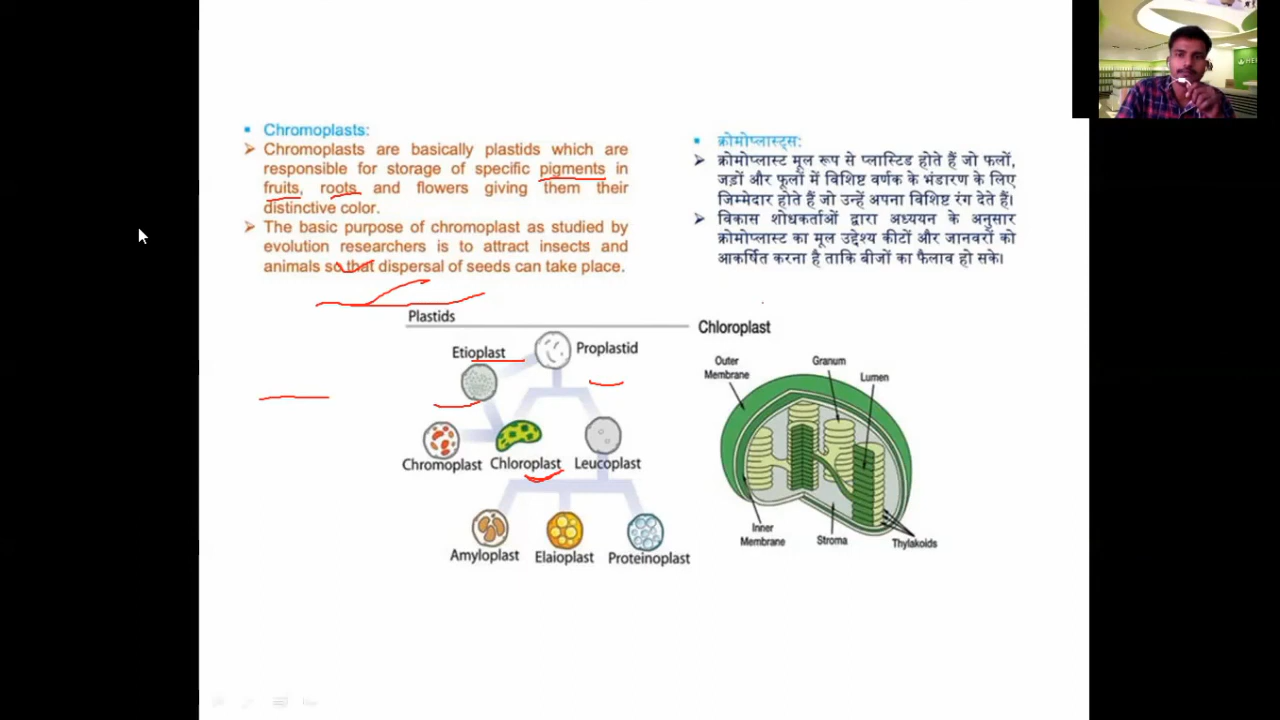 Chromoplasts:
Chromoplasts are basically plastids which are
responsible for storage of specific pigments in
fruits, roots and flowers giving them their
distinctive color.
The basic purpose of chromoplast as studied by
evolution researchers is to attract insects and
animals so that dispersal of seeds can take place.
क्रोमोप्लास्ट्स:
क्रोमोप्लास्ट मूल रूप से प्लास्टिड होते हैं जो फलों,
जड़ों और फूलों में विशिष्ट वर्णक के भंडारण के लिए
जिम्मेदार होते हैं जो उन्हें अपना विशिष्ट रंग देते हैं।
विकास शोधकर्ताओं द्वारा अध्ययन के अनुसार
क्रोमोप्लास्ट का मूल उद्देश्य कीटों और जानवरों को
आकर्षित करना है ताकि बीजों का फैलाव हो सके।
Plastids
Etioplast
Proplastid
Chromoplast
Chloroplast
Leucoplast
Amyloplast
Elaioplast
Proteinoplast
Chloroplast
Outer
Membrane
Granum
Lumen
Inner
Membrane
Stroma
Thylakoids